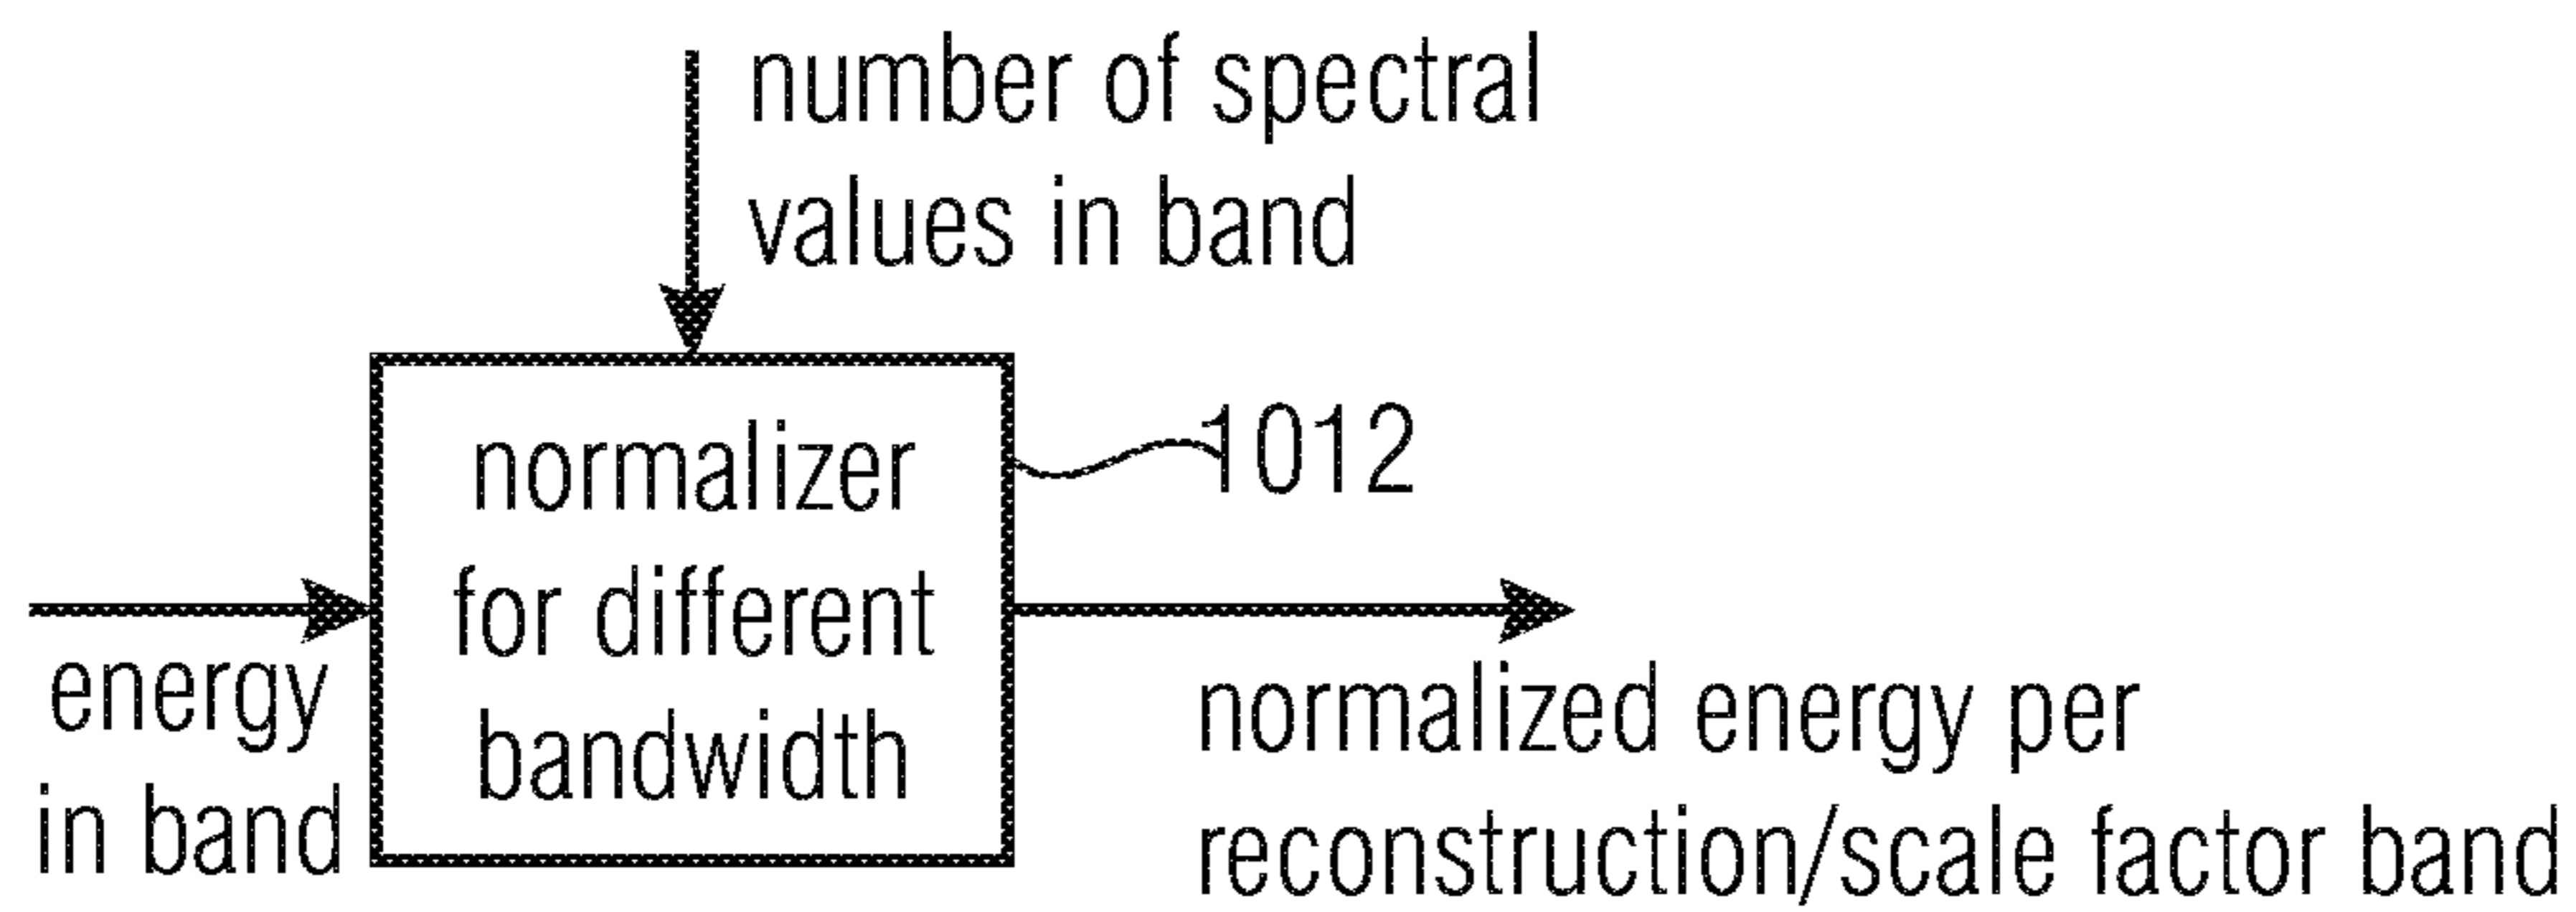 number of spectral
values in band
normalizer
for different
bandwidth
1012
energy
in band
normalized energy per
reconstruction/scale factor band